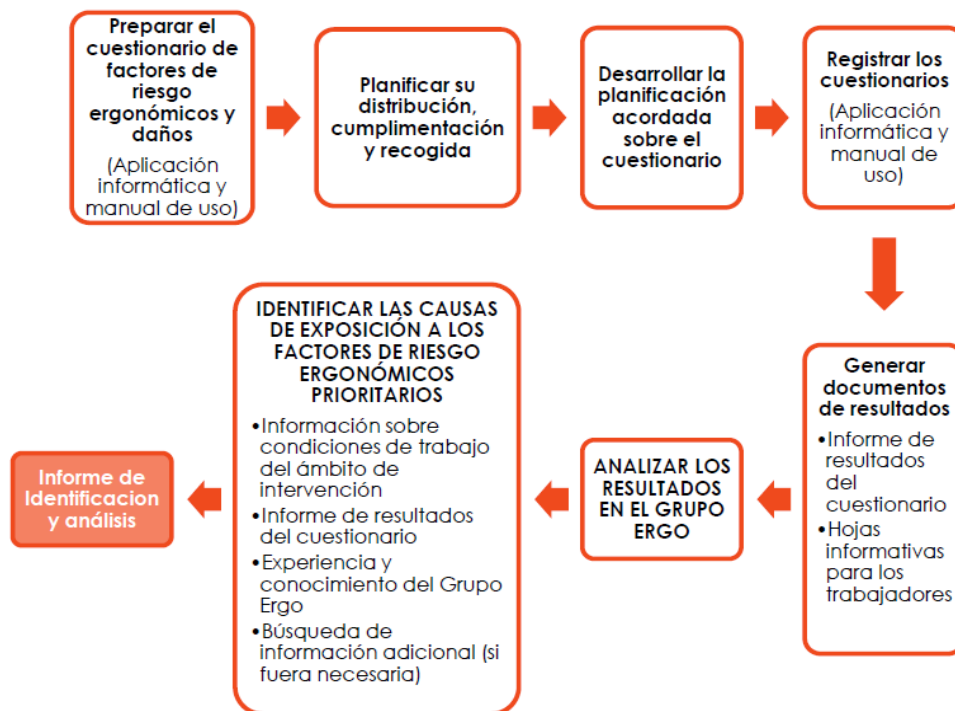 Preparar el
cuestionario de
factores de
riesgo
ergonómicos y
daños
(Aplicación
informática y
manual de uso)
Planificar su
distribución,
cumplimentación
y recogida
Desarrollar la
planificación
acordada sobre el
cuestionario
Registrar los
cuestionarios
(Aplicación
informática y
manual de
uso)
Generar
documentos
de resultados
•Informe de
resultados
del
cuestionario
•Hojas
informativas
para los
trabajadores
ANALIZAR LOS
RESULTADOS
EN EL GRUPO
ERGO
IDENTIFICAR LAS CAUSAS
DE EXPOSICIÓN A LOS
FACTORES DE RIESGO
ERGONÓMICOS
PRIORITARIOS
•Información sobre
condiciones de trabajo
del ámbito de
intervención
•Informe de resultados
del cuestionario
•Experiencia y
conocimiento del Grupo
Ergo
•Búsqueda de
información adicional (si
fuera necesaria)
Informe de
Identificacion
y análisis